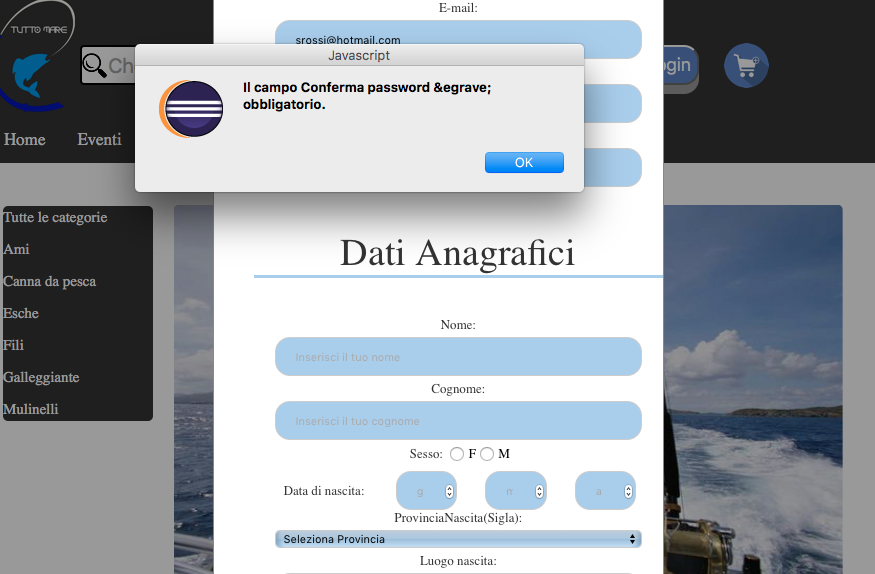 E-mail:
TUTTO MARE
srossi@hotmail.com
Javascript
Ch
gin
Il campo Conferma password &egrave;
obbligatorio.
OK
Home
Eventi
Tutte le categorie
Ami
Canna da pesca
Esche
Fili
Galleggiante
Mulinelli
Dati Anagrafici
Nome:
Inserisci il tuo nome
Cognome:
Inserisci il tuo cognome
Sesso: F M
Data di nascita: g m a
ProvinciaNascita(Sigla):
Seleziona Provincia
Luogo nascita: